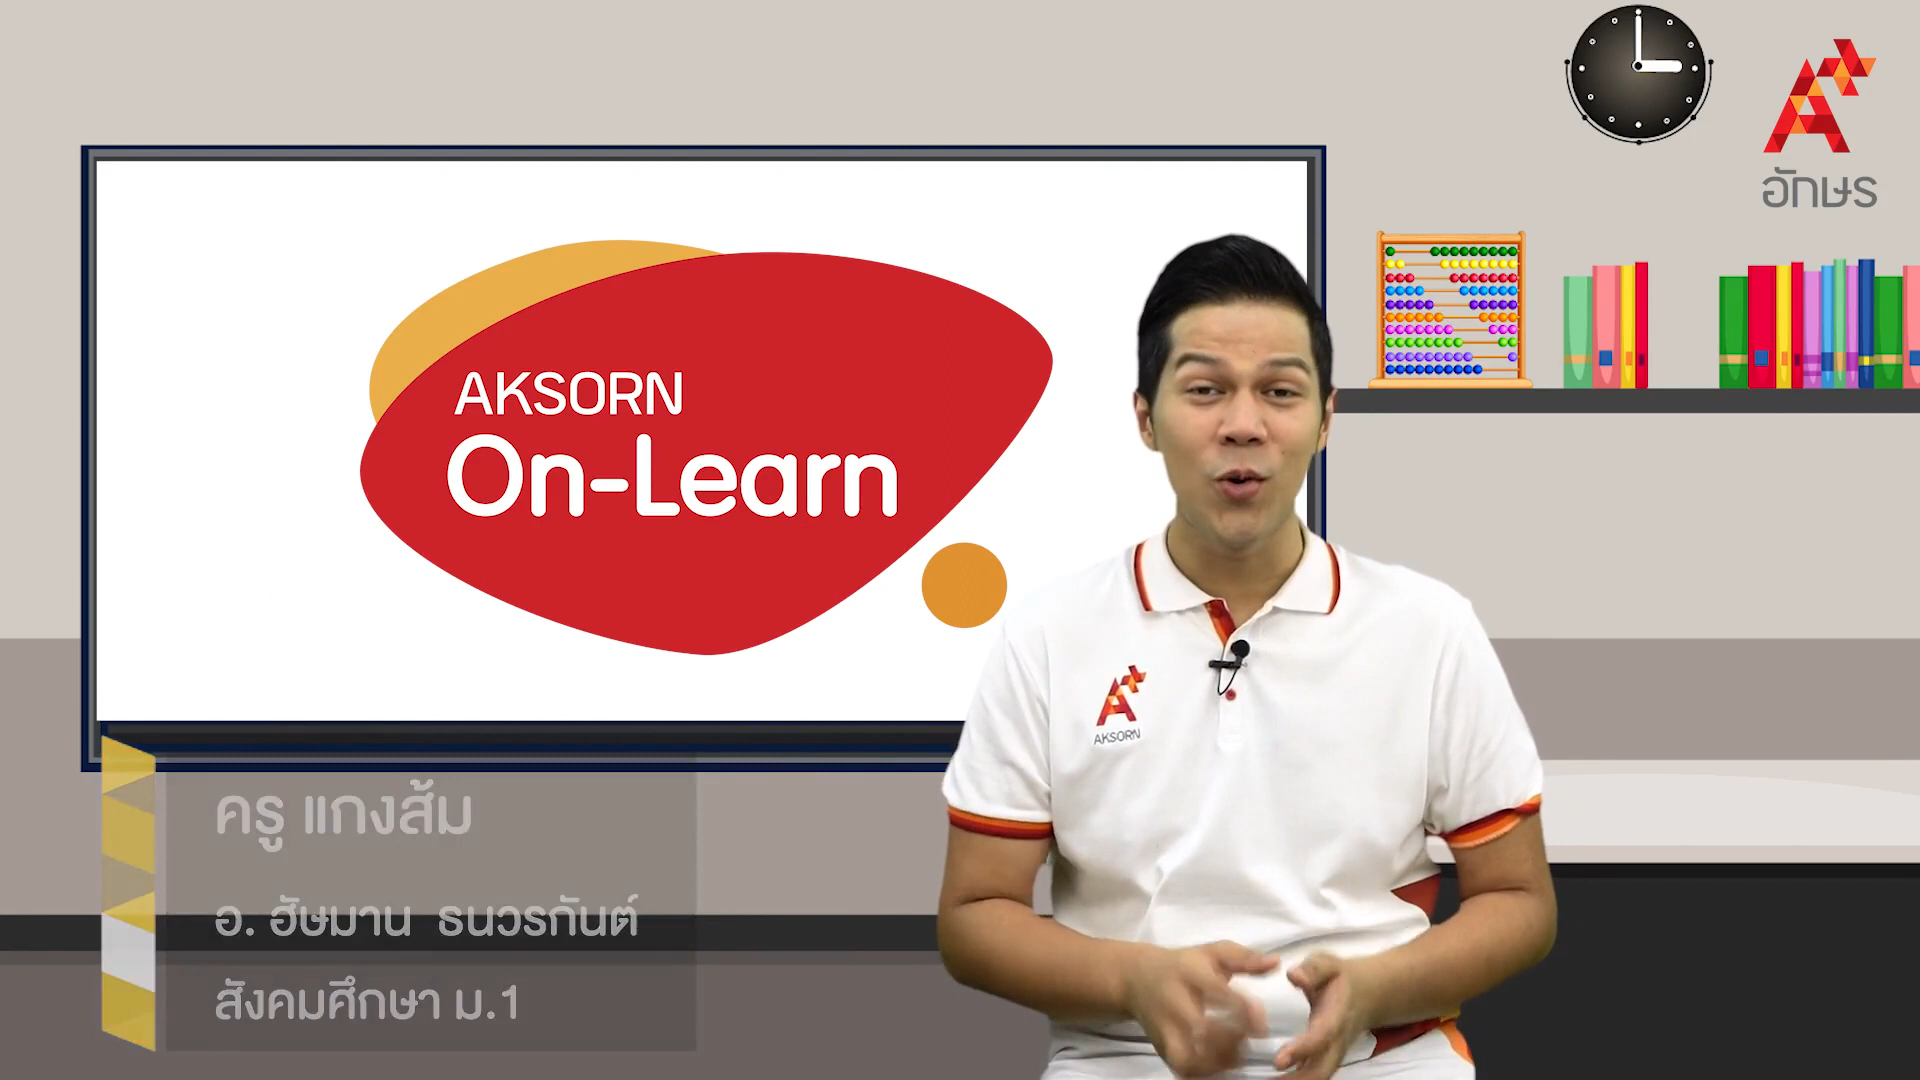 อักษร
AKSORN
On-Learn
AKSORN
ครู แกงส้ม
อ. ฮัษมาน ธนวรกันต์
สังคมศึกษา ม.1